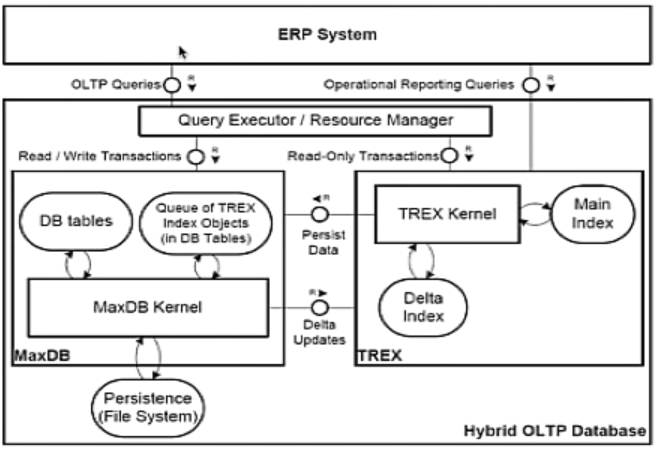 ERP System
OLTP Queries
R
Operational Reporting Queries
R
Query Executor / Resource Manager
Read / Write Transactions
R
Read-Only Transactions
R
DB tables
Queue of TREX
Index Objects
(in DB Tables)
R
Persist
Data
TREX Kernel
Main
Index
MaxDB Kernel
R
Delta
Updates
Delta
Index
MaxDB
TREX
Persistence
(File System)
Hybrid OLTP Database